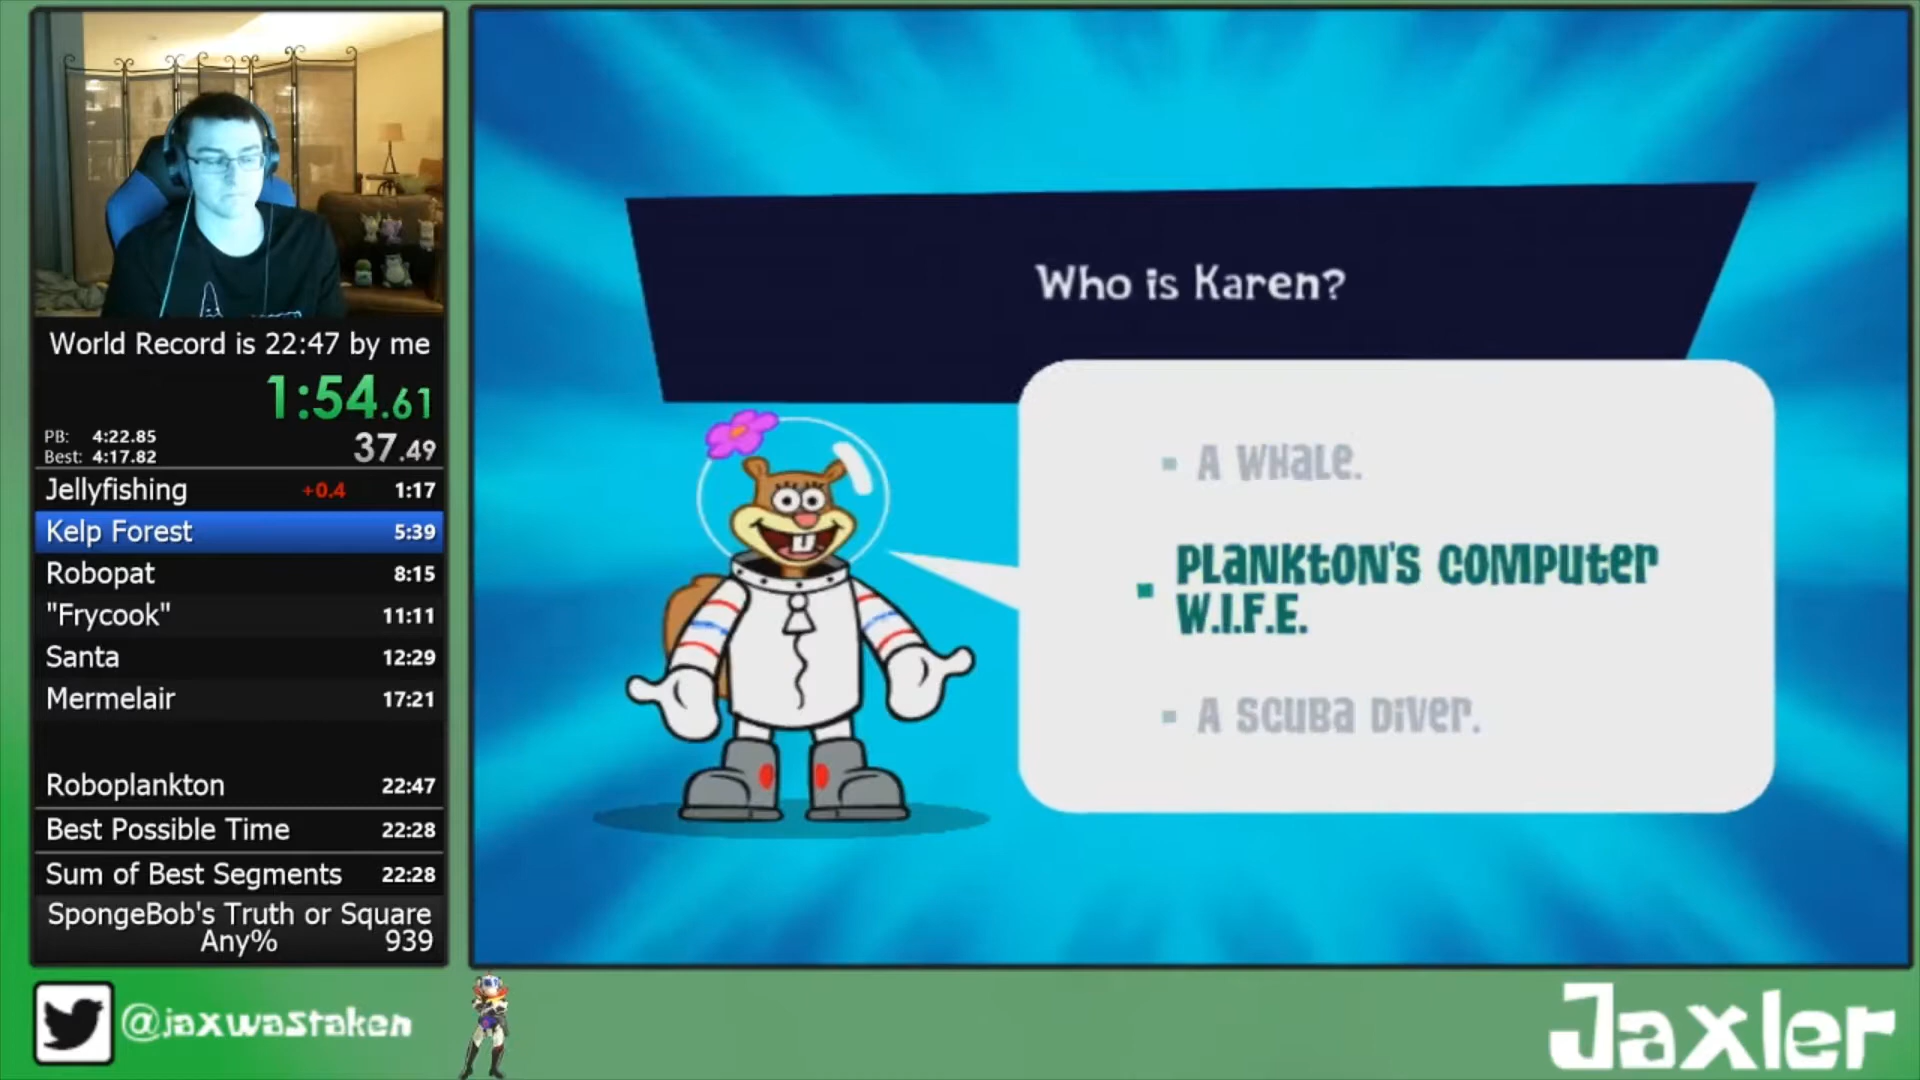 World Record is 22:47 by me
1:54.61
PB: 4:22.85
Best: 4:17.82
37.49
Jellyfishing +0.4 1:17
Kelp Forest 5:39
Robopat 8:15
"Frycook" 11:11
Santa 12:29
Mermelair 17:21
Roboplankton 22:47
Best Possible Time 22:28
Sum of Best Segments 22:28
SpongeBob's Truth or Square
Any% 939
@jaxwastaken
Who is Karen?
A WHALE.
PLANKTON'S COMPUTER
W.I.F.E.
A SCUBA DIVER.
Jaxler